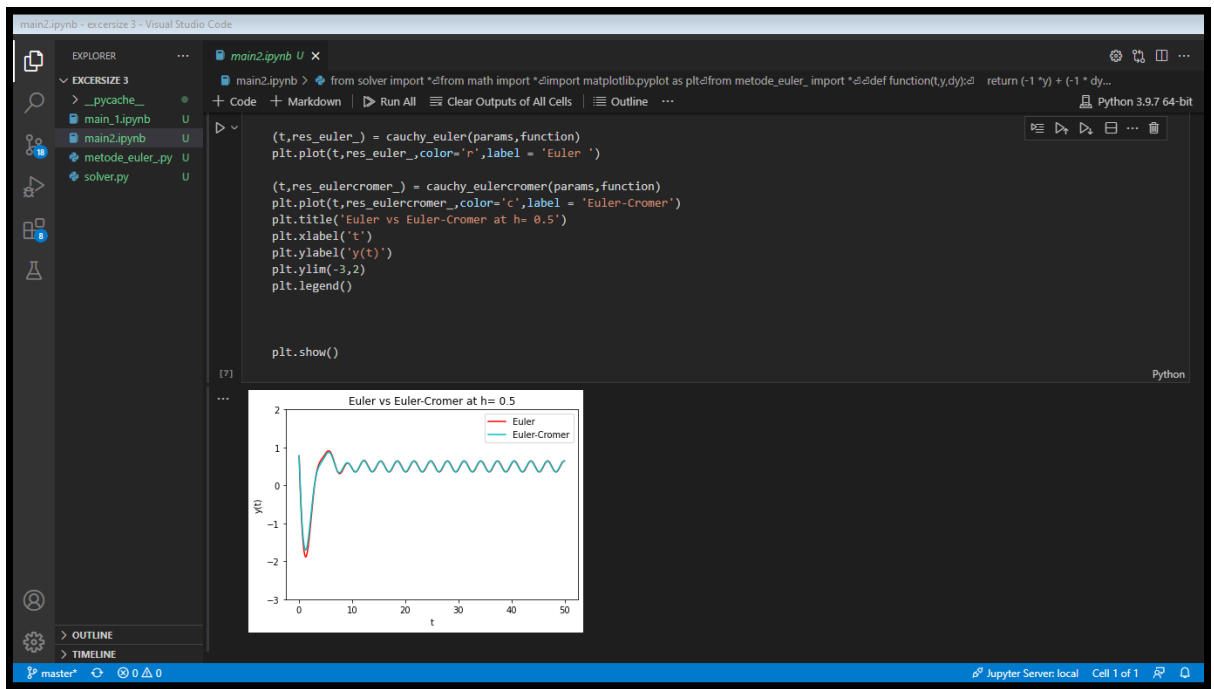 main2.ipynb - excersize 3 - Visual Studio Code
EXPLORER
EXCERSIZE 3
__pycache__
main_1.ipynb U
main2.ipynb U
metode_euler_.py U
solver.py U
18
8
OUTLINE
TIMELINE
main2.ipynb U
main2.ipynb > from solver import *⏎from math import *⏎import matplotlib.pyplot as plt⏎from metode_euler_ import *⏎⏎def function(t,y,dy):⏎ return (-1 *y) + (-1 * dy...
+ Code + Markdown Run All Clear Outputs of All Cells Outline ...
Python 3.9.7 64-bit
(t,res_euler_) = cauchy_euler(params,function)
plt.plot(t,res_euler_,color='r',label = 'Euler ')
(t,res_eulercromer_) = cauchy_eulercromer(params,function)
plt.plot(t,res_eulercromer_,color='c',label = 'Euler-Cromer')
plt.title('Euler vs Euler-Cromer at h= 0.5')
plt.xlabel('t')
plt.ylabel('y(t)')
plt.ylim(-3,2)
plt.legend()
plt.show()
[7]
Python
Euler vs Euler-Cromer at h= 0.5
Euler
Euler-Cromer
2
1
0
−1
−2
−3
y(t)
0 10 20 30 40 50
t
master* 0 0
Jupyter Server: local Cell 1 of 1